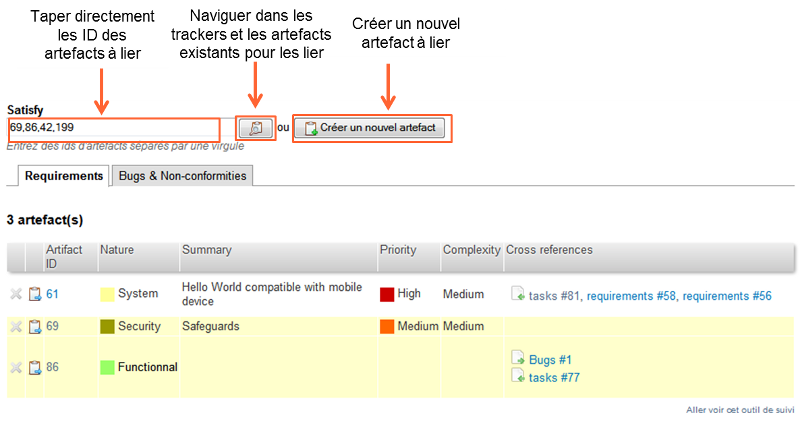 Taper directement
les ID des
artefacts à lier
Naviguer dans les
trackers et les artefacts
existants pour les lier
Créer un nouvel
artefact à lier
Satisfy
69,86,42,199
ou
Créer un nouvel artefact
Entrez des ids d'artefacts séparés par une virgule
Requirements
Bugs & Non-conformities
3 artefact(s)
Artifact ID Nature Summary Priority Complexity Cross references
61 System Hello World compatible with mobile device High Medium tasks #81, requirements #58, requirements #56
69 Security Safeguards Medium Medium
86 Functionnal Bugs #1
tasks #77
Aller voir cet outil de suivi